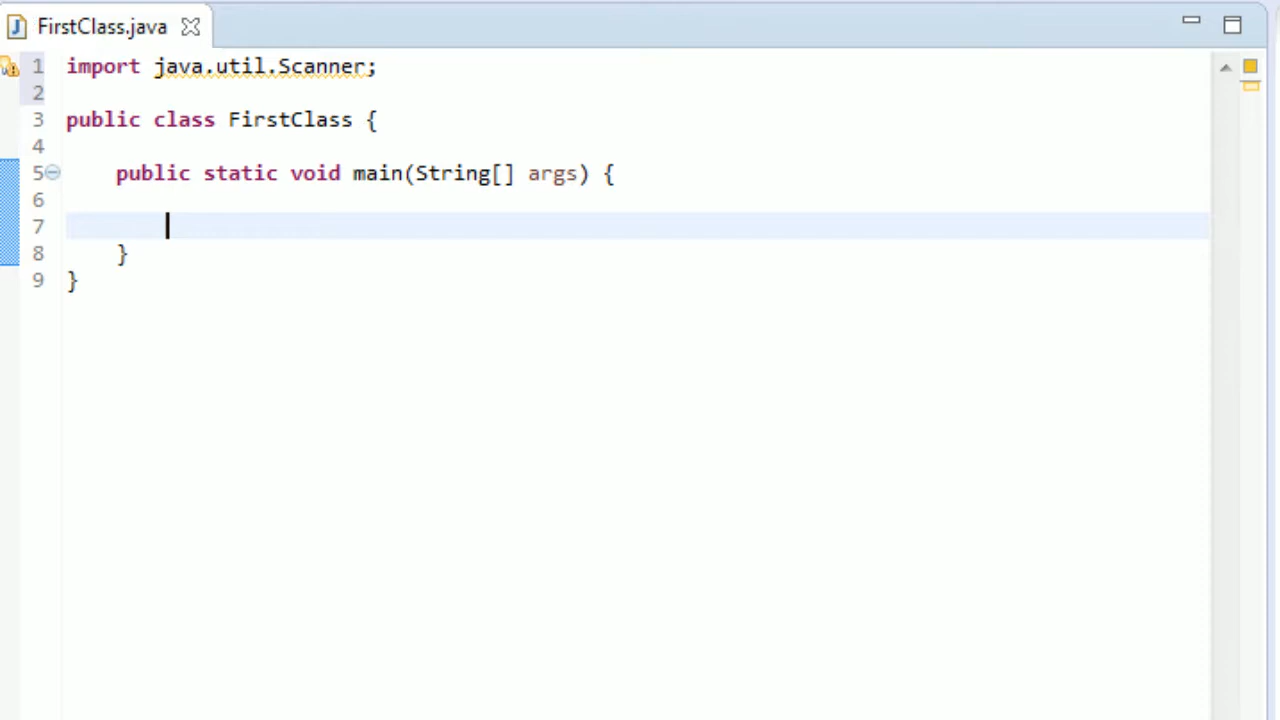 FirstClass.java
1 import java.util.Scanner;
2
3 public class FirstClass {
4
5 public static void main(String[] args) {
6
7
8 }
9 }